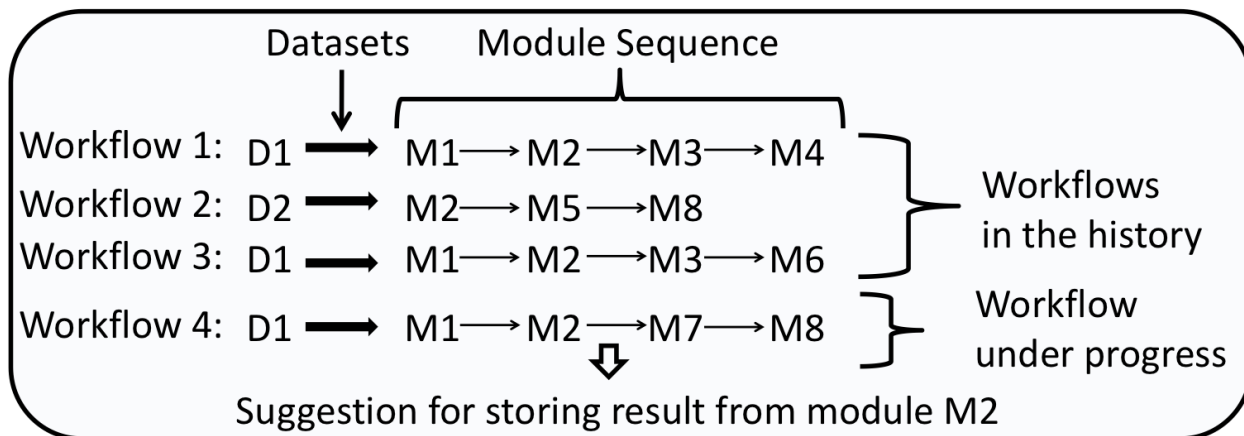 Datasets Module Sequence
Workflow 1: D1 M1 M2 M3 M4
Workflow 2: D2 M2 M5 M8
Workflow 3: D1 M1 M2 M3 M6
Workflows
in the history
Workflow 4: D1 M1 M2 M7 M8
Workflow
under progress
Suggestion for storing result from module M2